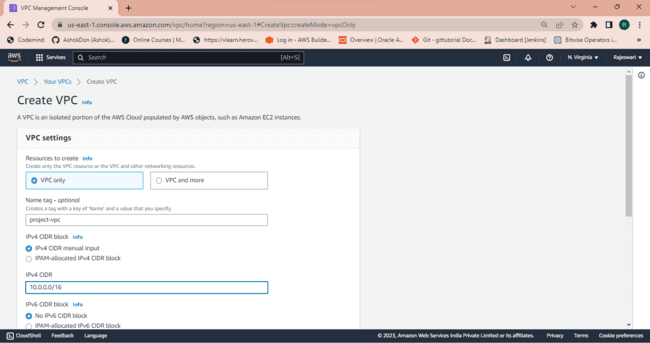 VPC Management Console
us-east-1.console.aws.amazon.com/vpc/home?region=us-east-1#CreateVpc:createMode=vpcOnly
Codemind AshokDon (Ashok)... Online Courses | M... https://vlearn.herov... Log in - AWS Builde... Overview | Oracle A... Git - gittutorial Doc... Dashboard [Jenkins] Bitwise Operators i...
aws Services Search [Alt+S] N. Virginia Rajeswari
VPC > Your VPCs > Create VPC
Create VPC Info
A VPC is an isolated portion of the AWS Cloud populated by AWS objects, such as Amazon EC2 instances.
VPC settings
Resources to create Info
Create only the VPC resource or the VPC and other networking resources.
VPC only VPC and more
Name tag - optional
Creates a tag with a key of 'Name' and a value that you specify.
project-vpc
IPv4 CIDR block Info
IPv4 CIDR manual input
IPAM-allocated IPv4 CIDR block
IPv4 CIDR
10.0.0.0/16
IPv6 CIDR block Info
No IPv6 CIDR block
IPAM-allocated IPv6 CIDR block
CloudShell Feedback Language © 2023, Amazon Web Services India Private Limited or its affiliates. Privacy Terms Cookie preferences